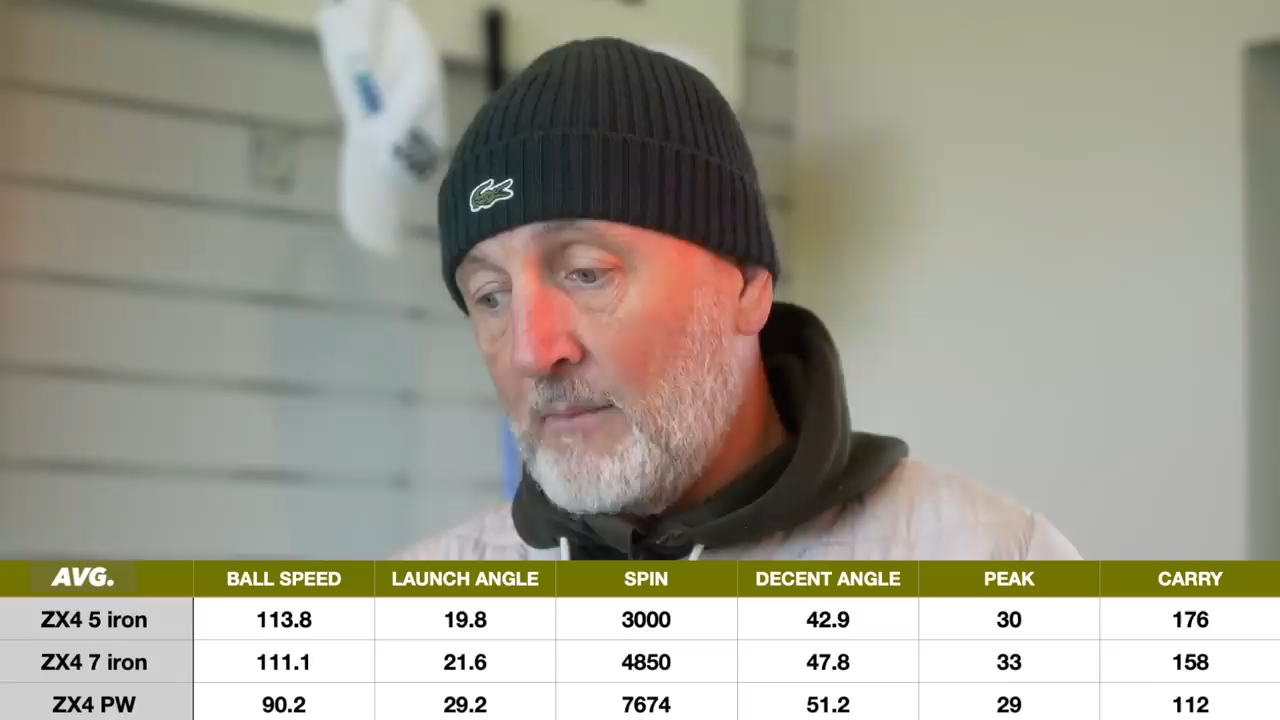 AVG. BALL SPEED LAUNCH ANGLE SPIN DECENT ANGLE PEAK CARRY
ZX4 5 iron 113.8 19.8 3000 42.9 30 176
ZX4 7 iron 111.1 21.6 4850 47.8 33 158
ZX4 PW 90.2 29.2 7674 51.2 29 112